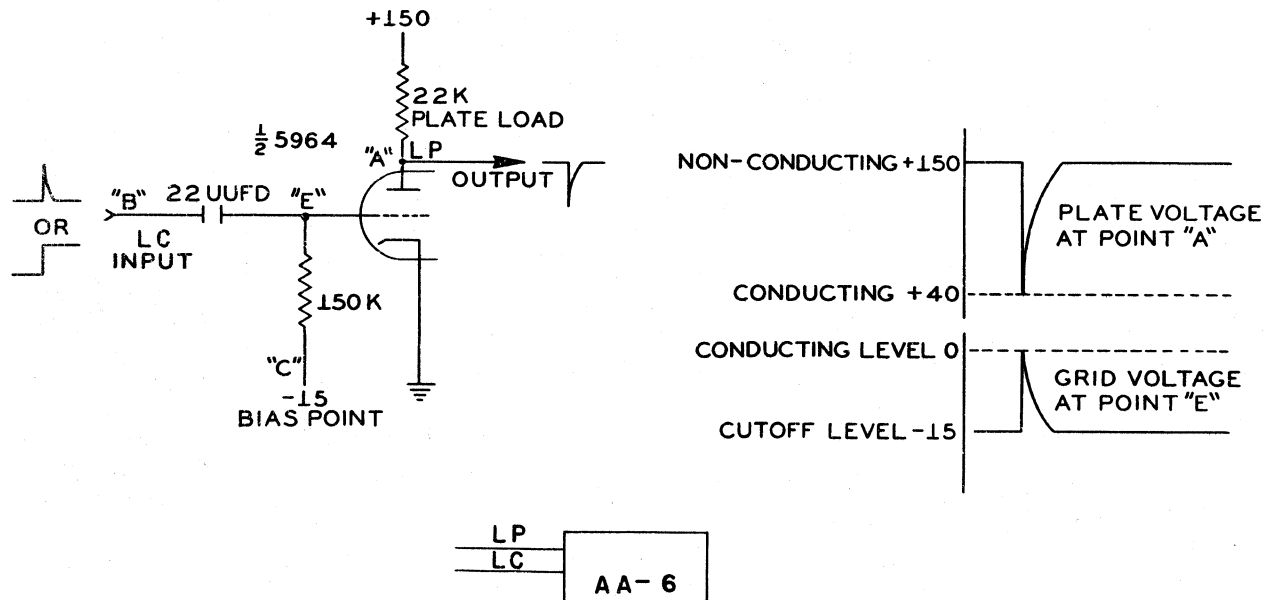 +150
22K
PLATE LOAD
½ 5964
"A" LP
OUTPUT
"B" 22 UUFD "E"
OR
LC
INPUT
150K
"C"
-15
BIAS POINT
NON-CONDUCTING +150
PLATE VOLTAGE
AT POINT "A"
CONDUCTING +40
CONDUCTING LEVEL 0
GRID VOLTAGE
AT POINT "E"
CUTOFF LEVEL -15
LP
LC
AA-6